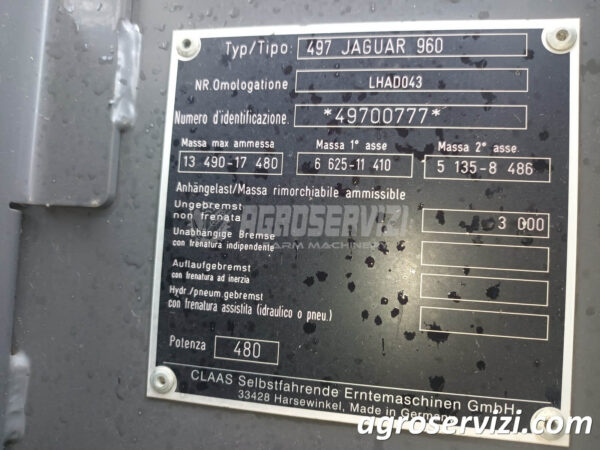 Typ/Tipo: 497 JAGUAR 960
NR.Omologatione LHAD043
Numero d'identificazione. *49700777*
Massa max ammessa Massa 1° asse Massa 2° asse.
13 490-17 480 6 625-11 410 5 135-8 486
Anhängelast/Massa rimorchiabile ammissibile
Ungebremst
non frenata 3 000
AGROSERVIZI
FARM MACHINERY
Unabhängige Bremse
con frenatura indipendente
Auflaufgebremst
con frenatura ad inerzia
Hydr./pneum.gebremst
con frenatura assistita (idraulico o pneu.)
Potenza 480
CLAAS Selbstfahrende Erntemaschinen GmbH.
33428 Harsewinkel, Made in Germany
agroservizi.com